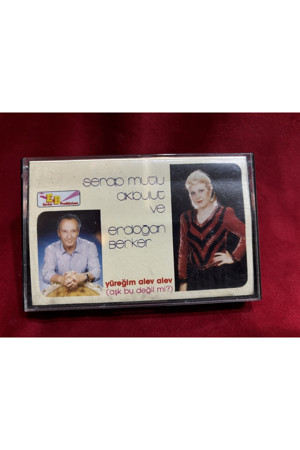 serap mutlu
akbulut
ve
erdoğan
berker
yüreğim alev alev
(aşk bu değil mi?)